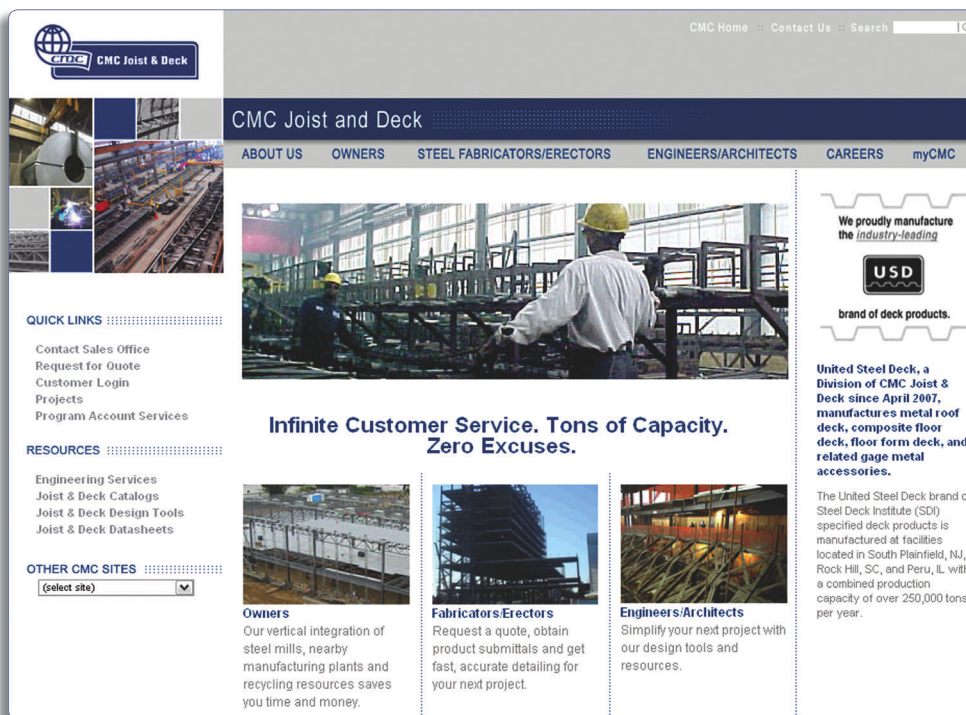 CMC Home :: Contact Us :: Search
cmc CMC Joist & Deck
CMC Joist and Deck
ABOUT US OWNERS STEEL FABRICATORS/ERECTORS ENGINEERS/ARCHITECTS CAREERS myCMC
QUICK LINKS
Contact Sales Office
Request for Quote
Customer Login
Projects
Program Account Services
RESOURCES
Engineering Services
Joist & Deck Catalogs
Joist & Deck Design Tools
Joist & Deck Datasheets
OTHER CMC SITES
(select site)
Infinite Customer Service. Tons of Capacity.
Zero Excuses.
Owners
Our vertical integration of
steel mills, nearby
manufacturing plants and
recycling resources saves
you time and money.
Fabricators/Erectors
Request a quote, obtain
product submittals and get
fast, accurate detailing for
your next project.
Engineers/Architects
Simplify your next project with
our design tools and
resources.
We proudly manufacture
the industry-leading
USD
brand of deck products.
United Steel Deck, a
Division of CMC Joist &
Deck since April 2007,
manufactures metal roof
deck, composite floor
deck, floor form deck, and
related gage metal
accessories.
The United Steel Deck brand
Steel Deck Institute (SDI)
specified deck products is
manufactured at facilities
located in South Plainfield, NJ,
Rock Hill, SC, and Peru, IL with
a combined production
capacity of over 250,000 tons
per year.